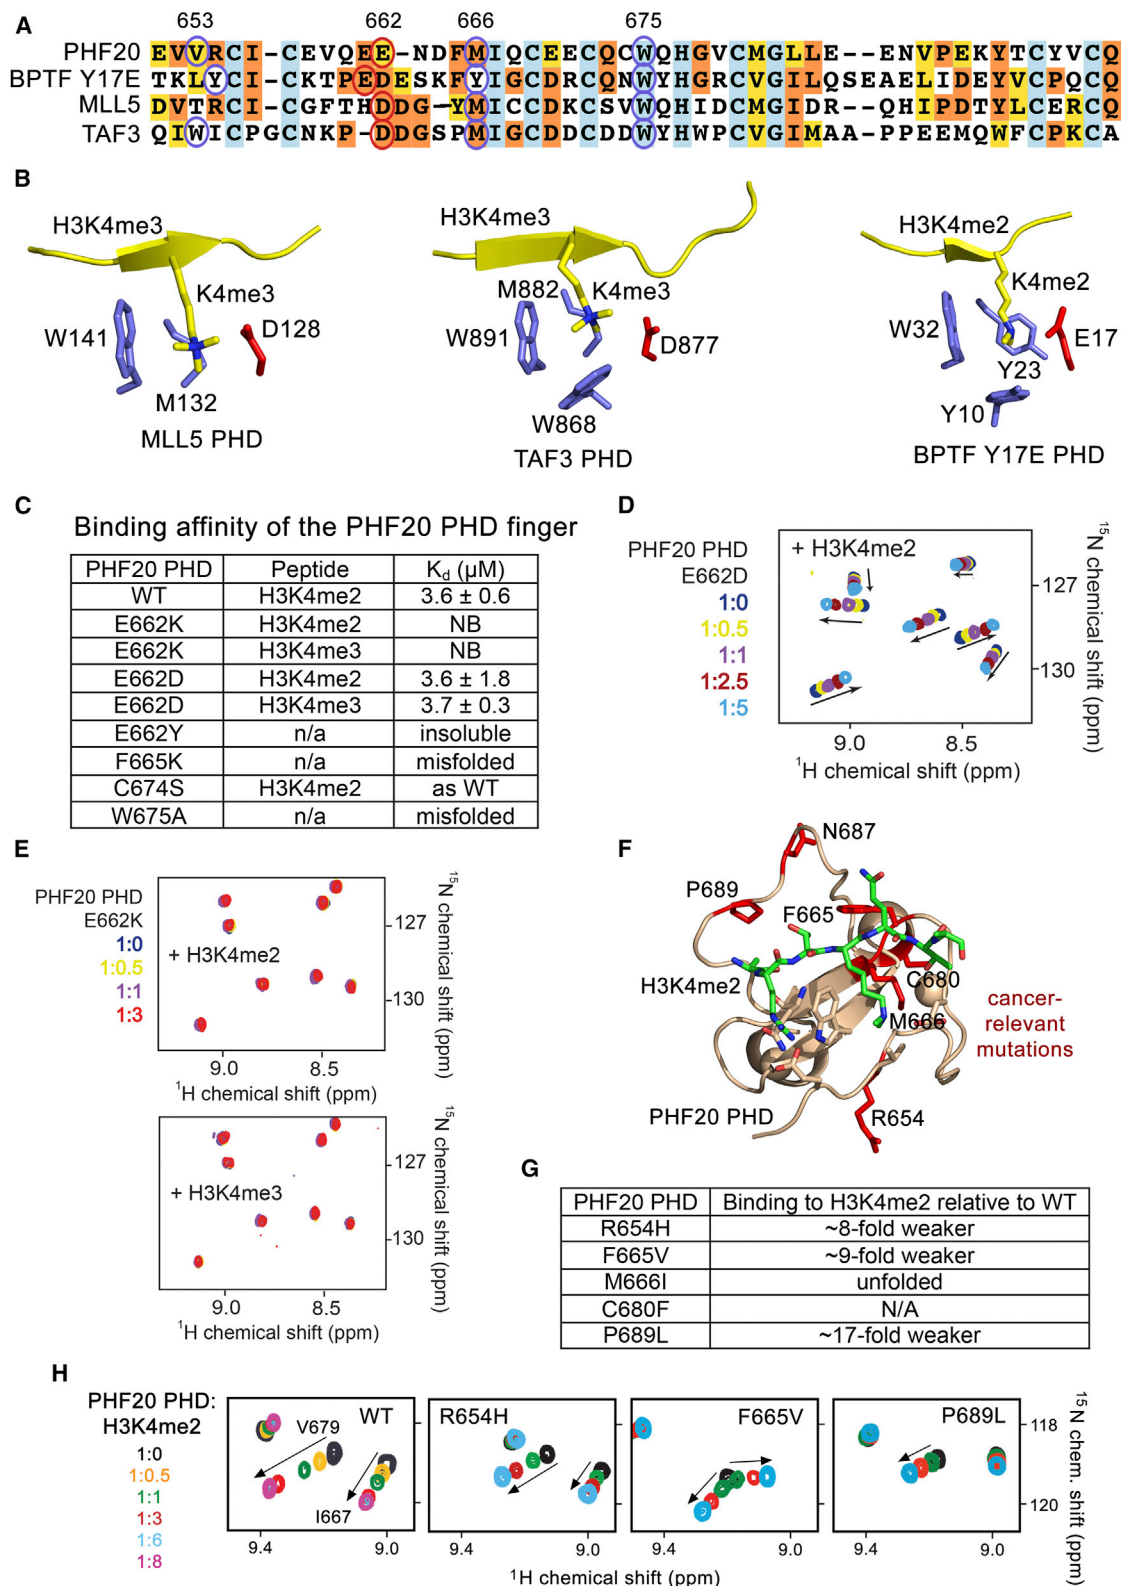 A
653 662 666 675
PHF20 EVVRCI-CEVQEE-NDFMIQCEECQCWQHGVCMGLLE--ENVPEKYTCYVCQ
BPTF Y17E TKLYCIC-CKTPEDESKFYIGCDRCQNWYHGRCVGILQSEAELIDEYVCPQCQ
MLL5 DVTRCI-CGFTHDDG-YMICCDKCSVWQHIDCMGIDR--QHIPDTYLCERCQ
TAF3 QIWICPGCNKP-DDGSPMIGCDDCDDWYHWPCVGIMAA-PPEEMQWFCPKCA
B
H3K4me3
K4me3
W141
D128
M132
MLL5 PHD
H3K4me3
M882 K4me3
W891
D877
W868
TAF3 PHD
H3K4me2
K4me2
W32
E17
Y23
Y10
BPTF Y17E PHD
C
Binding affinity of the PHF20 PHD finger
PHF20 PHD Peptide Kd (µM)
WT H3K4me2 3.6 ± 0.6
E662K H3K4me2 NB
E662K H3K4me3 NB
E662D H3K4me2 3.6 ± 1.8
E662D H3K4me3 3.7 ± 0.3
E662Y n/a insoluble
F665K n/a misfolded
C674S H3K4me2 as WT
W675A n/a misfolded
D
PHF20 PHD
E662D
1:0
1:0.5
1:1
1:2.5
1:5
+ H3K4me2
127
130
15N chemical shift (ppm)
9.0 8.5
1H chemical shift (ppm)
E
PHF20 PHD
E662K
1:0
1:0.5
1:1
1:3
+ H3K4me2
127
130
15N chemical shift (ppm)
9.0 8.5
1H chemical shift (ppm)
+ H3K4me3
127
130
15N chemical shift (ppm)
9.0 8.5
1H chemical shift (ppm)
F
N687
P689
F665
H3K4me2
C680
M666
cancer-
relevant
mutations
PHF20 PHD
R654
G
PHF20 PHD Binding to H3K4me2 relative to WT
R654H ~8-fold weaker
F665V ~9-fold weaker
M666I unfolded
C680F N/A
P689L ~17-fold weaker
H
PHF20 PHD:
H3K4me2
1:0
1:0.5
1:1
1:3
1:6
1:8
V679 WT
I667
R654H
F665V
P689L
118
120
15N chem. shift (ppm)
9.4 9.0 9.4 9.0 9.4 9.0 9.4 9.0
1H chemical shift (ppm)